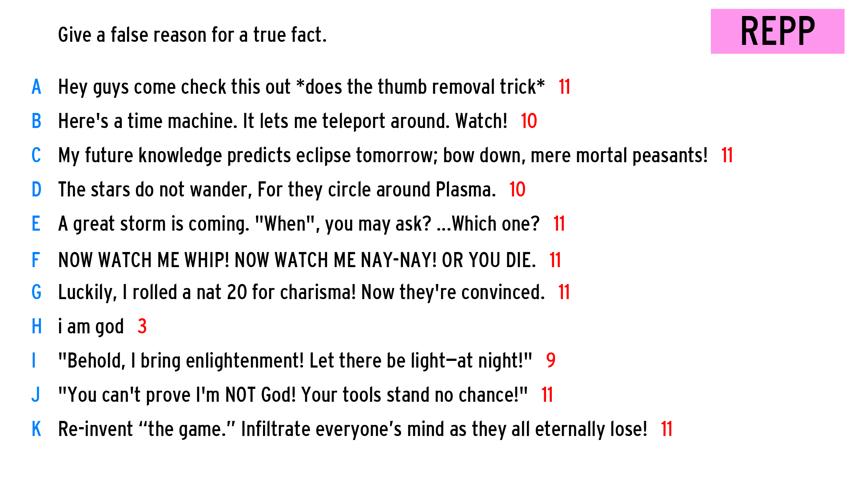 Give a false reason for a true fact.
REPP
A Hey guys come check this out *does the thumb removal trick* 11
B Here's a time machine. It lets me teleport around. Watch! 10
C My future knowledge predicts eclipse tomorrow; bow down, mere mortal peasants! 11
D The stars do not wander, For they circle around Plasma. 10
E A great storm is coming. "When", you may ask? ...Which one? 11
F NOW WATCH ME WHIP! NOW WATCH ME NAY-NAY! OR YOU DIE. 11
G Luckily, I rolled a nat 20 for charisma! Now they're convinced. 11
H i am god 3
I "Behold, I bring enlightenment! Let there be light—at night!" 9
J "You can't prove I'm NOT God! Your tools stand no chance!" 11
K Re-invent “the game.” Infiltrate everyone’s mind as they all eternally lose! 11